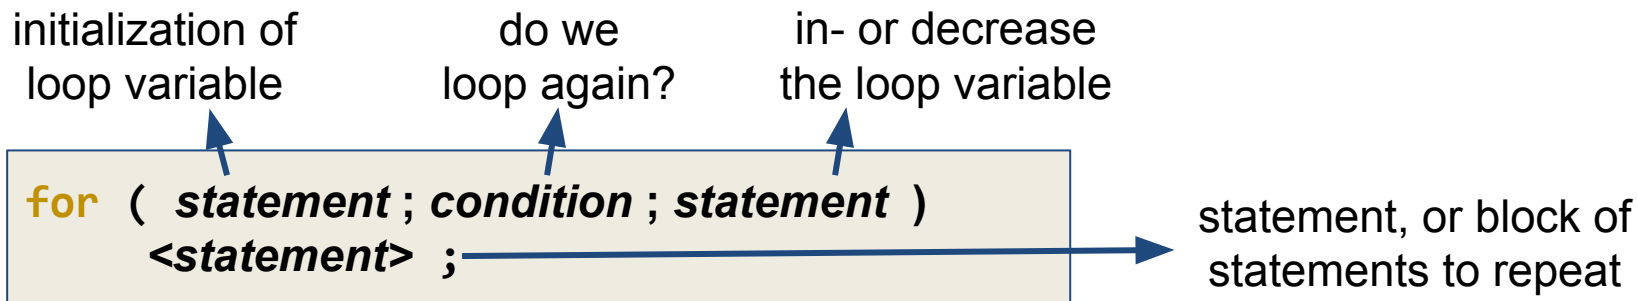 initialization of
loop variable
do we
loop again?
in- or decrease
the loop variable
for ( statement ; condition ; statement )
<statement> ;
statement, or block of
statements to repeat